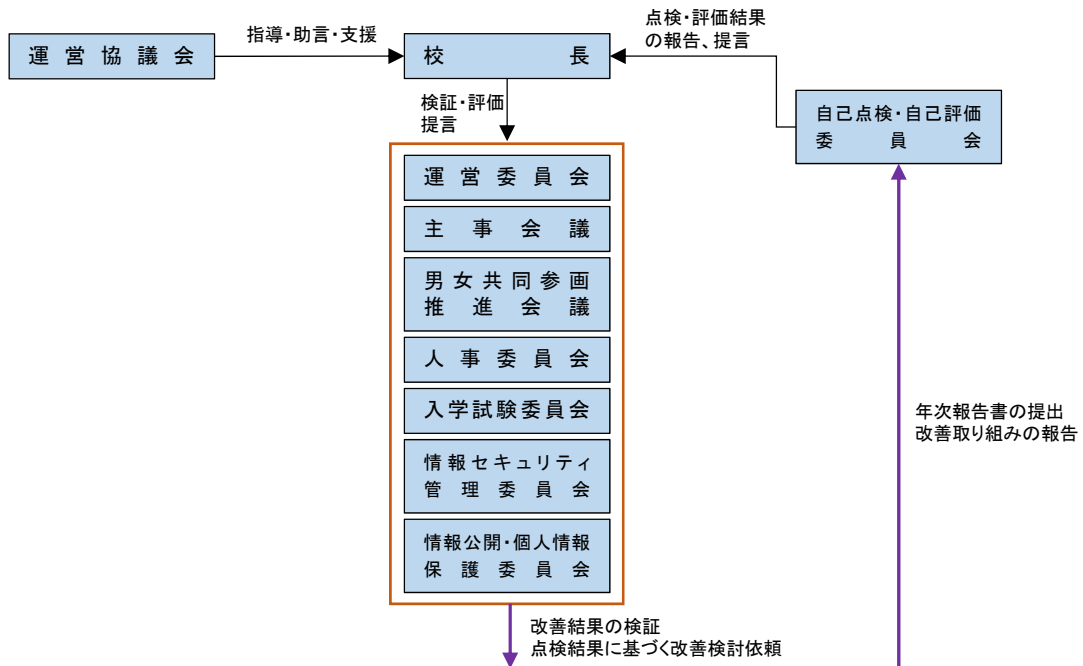 運営協議会
指導・助言・支援
校長
点検・評価結果
の報告、提言
検証・評価
提言
自己点検・自己評価
委員会
運営委員会
主事会議
男女共同参画
推進会議
人事委員会
入学試験委員会
情報セキュリティ
管理委員会
情報公開・個人情報
保護委員会
年次報告書の提出
改善取り組みの報告
改善結果の検証
点検結果に基づく改善検討依頼